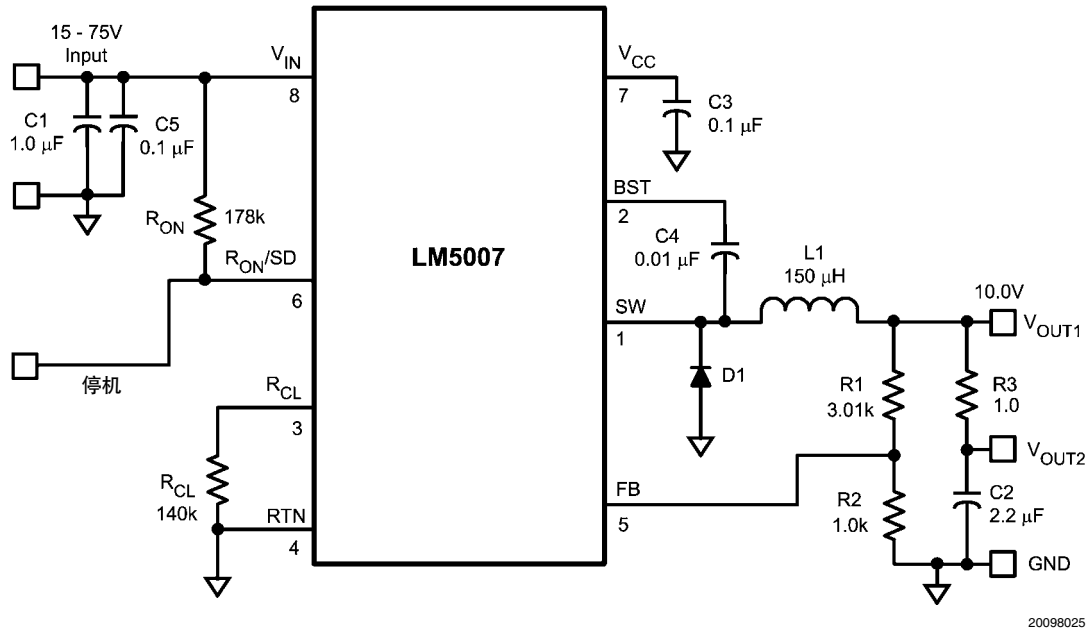 15 - 75V
Input
C1
1.0 μF
C5
0.1 μF
R_ON
178k
停机
V_IN
8
R_ON/SD
6
R_CL
3
R_CL
140k
RTN
4
LM5007
V_CC
7
C3
0.1 μF
BST
2
C4
0.01 μF
SW
1
L1
150 μH
D1
FB
5
10.0V
V_OUT1
R1
3.01k
R3
1.0
V_OUT2
R2
1.0k
C2
2.2 μF
GND
20098025